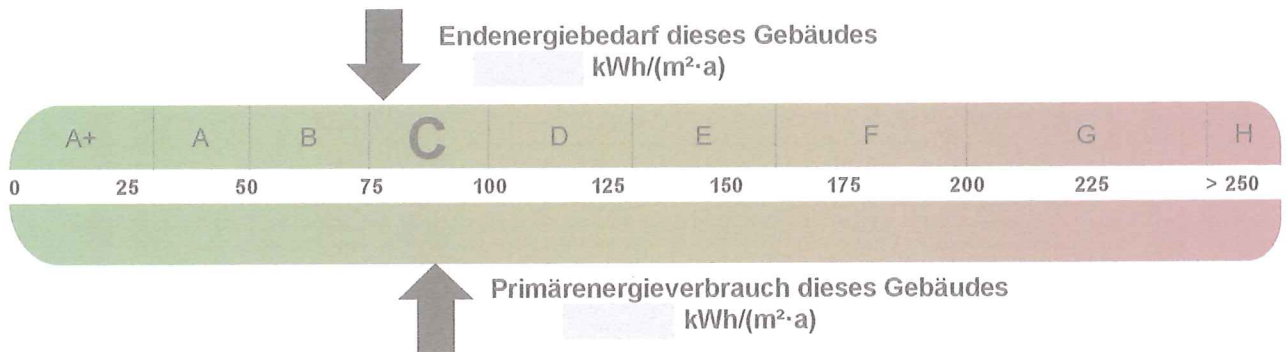 Endenergiebedarf dieses Gebäudes
kWh/(m²·a)
A+ A B C D E F G H
0 25 50 75 100 125 150 175 200 225 > 250
Primärenergieverbrauch dieses Gebäudes
kWh/(m²·a)